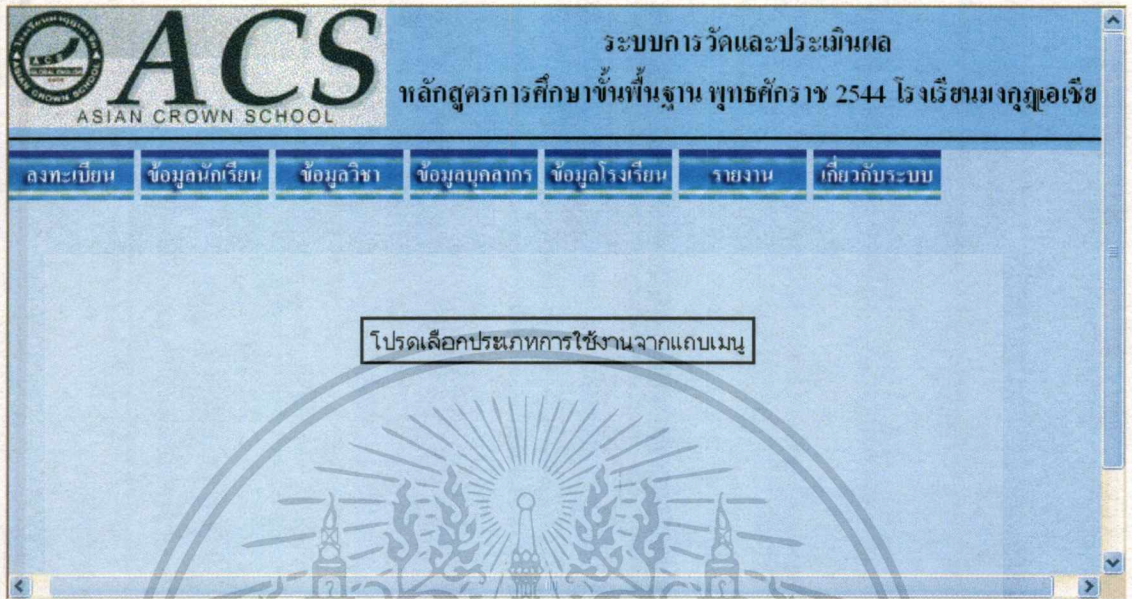 ACS
ASIAN CROWN SCHOOL
ระบบการวัดและประเมินผล
หลักสูตรการศึกษาขั้นพื้นฐาน พุทธศักราช 2544 โรงเรียนมงกุฎเอเชีย
ลงทะเบียน ข้อมูลนักเรียน ข้อมูลวิชา ข้อมูลบุคลากร ข้อมูลโรงเรียน รายงาน เกี่ยวกับระบบ
โปรดเลือกประเภทการใช้งานจากแถบเมนู